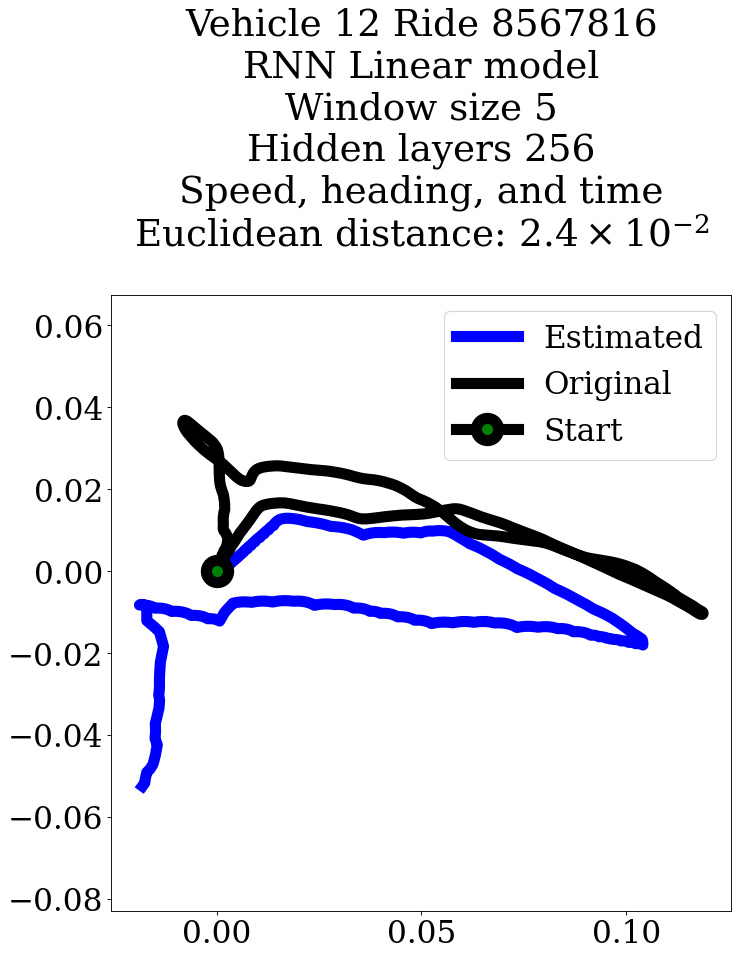 Vehicle 12 Ride 8567816
RNN Linear model
Window size 5
Hidden layers 256
Speed, heading, and time
Euclidean distance: 2.4 × 10⁻²
Estimated
Original
Start
0.06
0.04
0.02
0.00
−0.02
−0.04
−0.06
−0.08
0.00 0.05 0.10